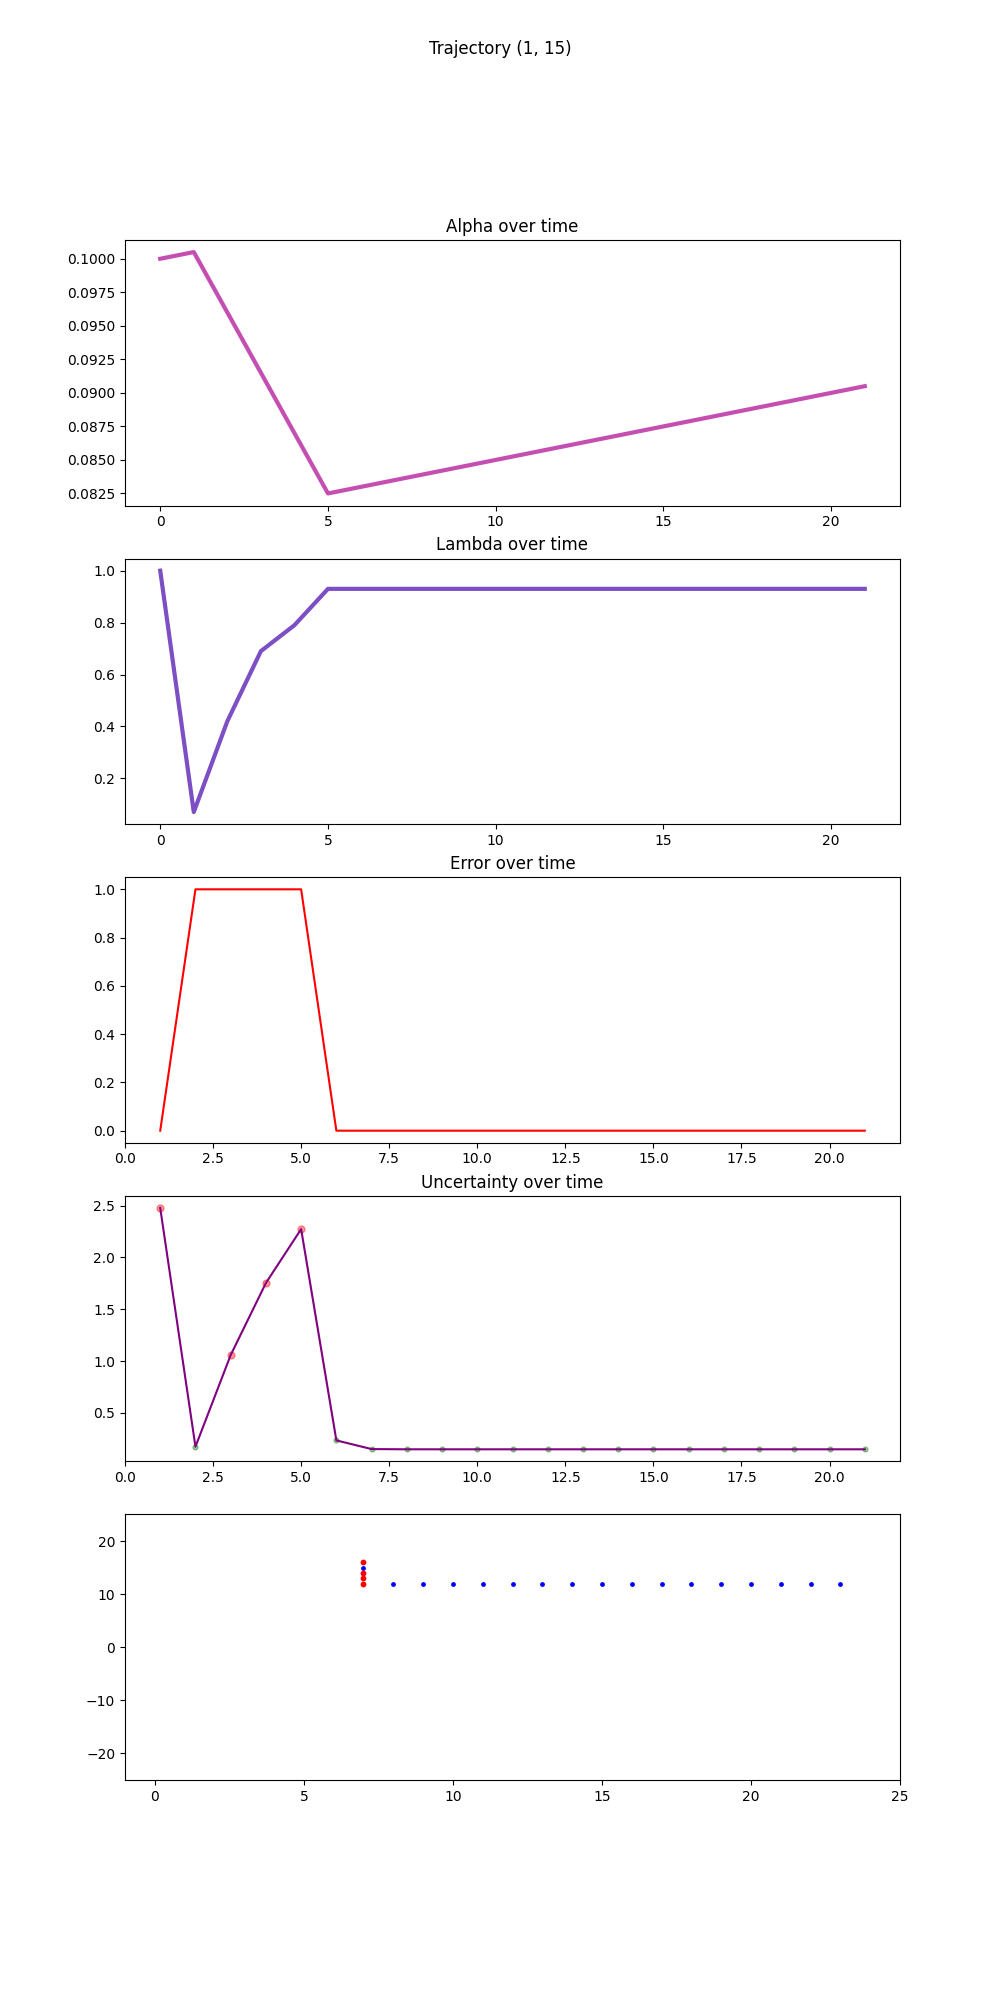 Trajectory (1, 15)
Alpha over time
0.1000
0.0975
0.0950
0.0925
0.0900
0.0875
0.0850
0.0825
0 5 10 15 20
Lambda over time
1.0
0.8
0.6
0.4
0.2
0 5 10 15 20
Error over time
1.0
0.8
0.6
0.4
0.2
0.0
0.0 2.5 5.0 7.5 10.0 12.5 15.0 17.5 20.0
Uncertainty over time
2.5
2.0
1.5
1.0
0.5
0.0 2.5 5.0 7.5 10.0 12.5 15.0 17.5 20.0
20
10
0
−10
−20
0 5 10 15 20 25